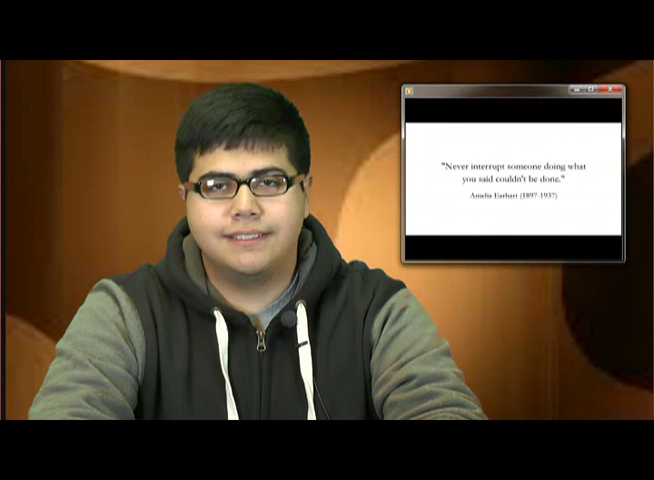 "Never interrupt someone doing what
you said couldn't be done."
Amelia Earhart (1897-1937)